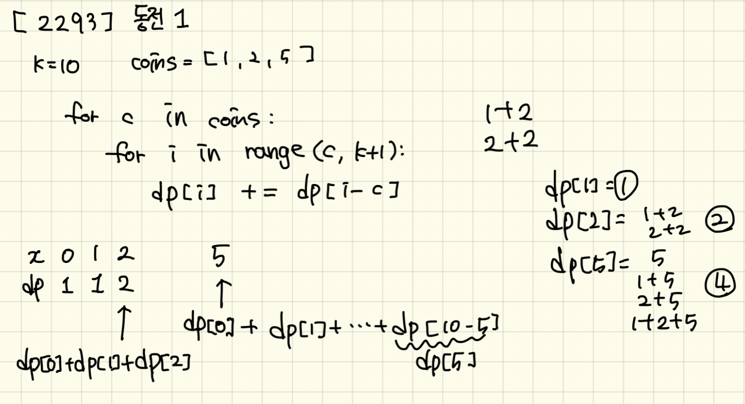 [2293] 동전 1
k=10 coins = [1, 2, 5]
for c in coins:
for i in range(c, k+1):
dp[i] += dp[i-c]
1+2
2+2
dp[1] = ①
dp[2] = 1+2
2+2 ②
dp[5] = 5
1+5
2+5
1+2+5 ④
x 0 1 2 5
dp 1 1 2
↑ ↑
dp[0]+dp[1]+dp[2]
dp[0] + dp[1] + ··· + dp[10-5]
dp[5]